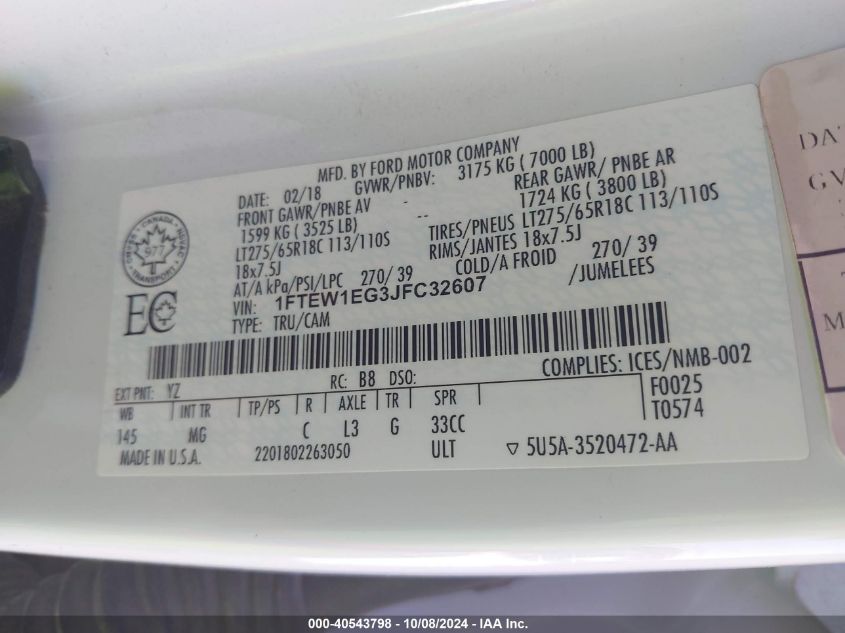 MFD. BY FORD MOTOR COMPANY
DATE: 02/18 GVWR/PNBV: 3175 KG ( 7000 LB)
FRONT GAWR/PNBE AV - REAR GAWR/ PNBE AR
1599 KG ( 3525 LB) -- 1724 KG ( 3800 LB)
LT275/65R18C 113/110S TIRES/PNEUS LT275/65R18C 113/110S
18x7.5J RIMS/JANTES 18x7.5J
AT/A kPa/PSI/LPC 270/ 39 COLD/A FROID 270/ 39
VIN: 1FTEW1EG3JFC32607 /JUMELEES
TYPE: TRU/CAM
CANADA
TRANSPORT
977
EC
COMPLIES: ICES/NMB-002
EXT PNT: YZ RC: B8 DSO:
WB INT TR TP/PS R AXLE TR SPR F0025
145 MG C L3 G 33CC T0574
MADE IN U.S.A. 2201802263050 ULT ▽ 5U5A-3520472-AA
DAT
GV
T
M
000-40543798 - 10/08/2024 - IAA Inc.